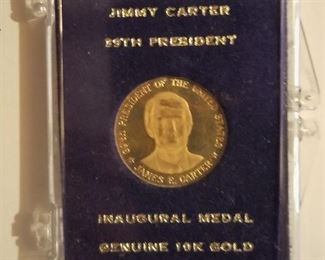 JIMMY CARTER
39TH PRESIDENT
39TH PRESIDENT OF THE UNITED STATES
JAMES E. CARTER
INAUGURAL MEDAL
GENUINE 10K GOLD